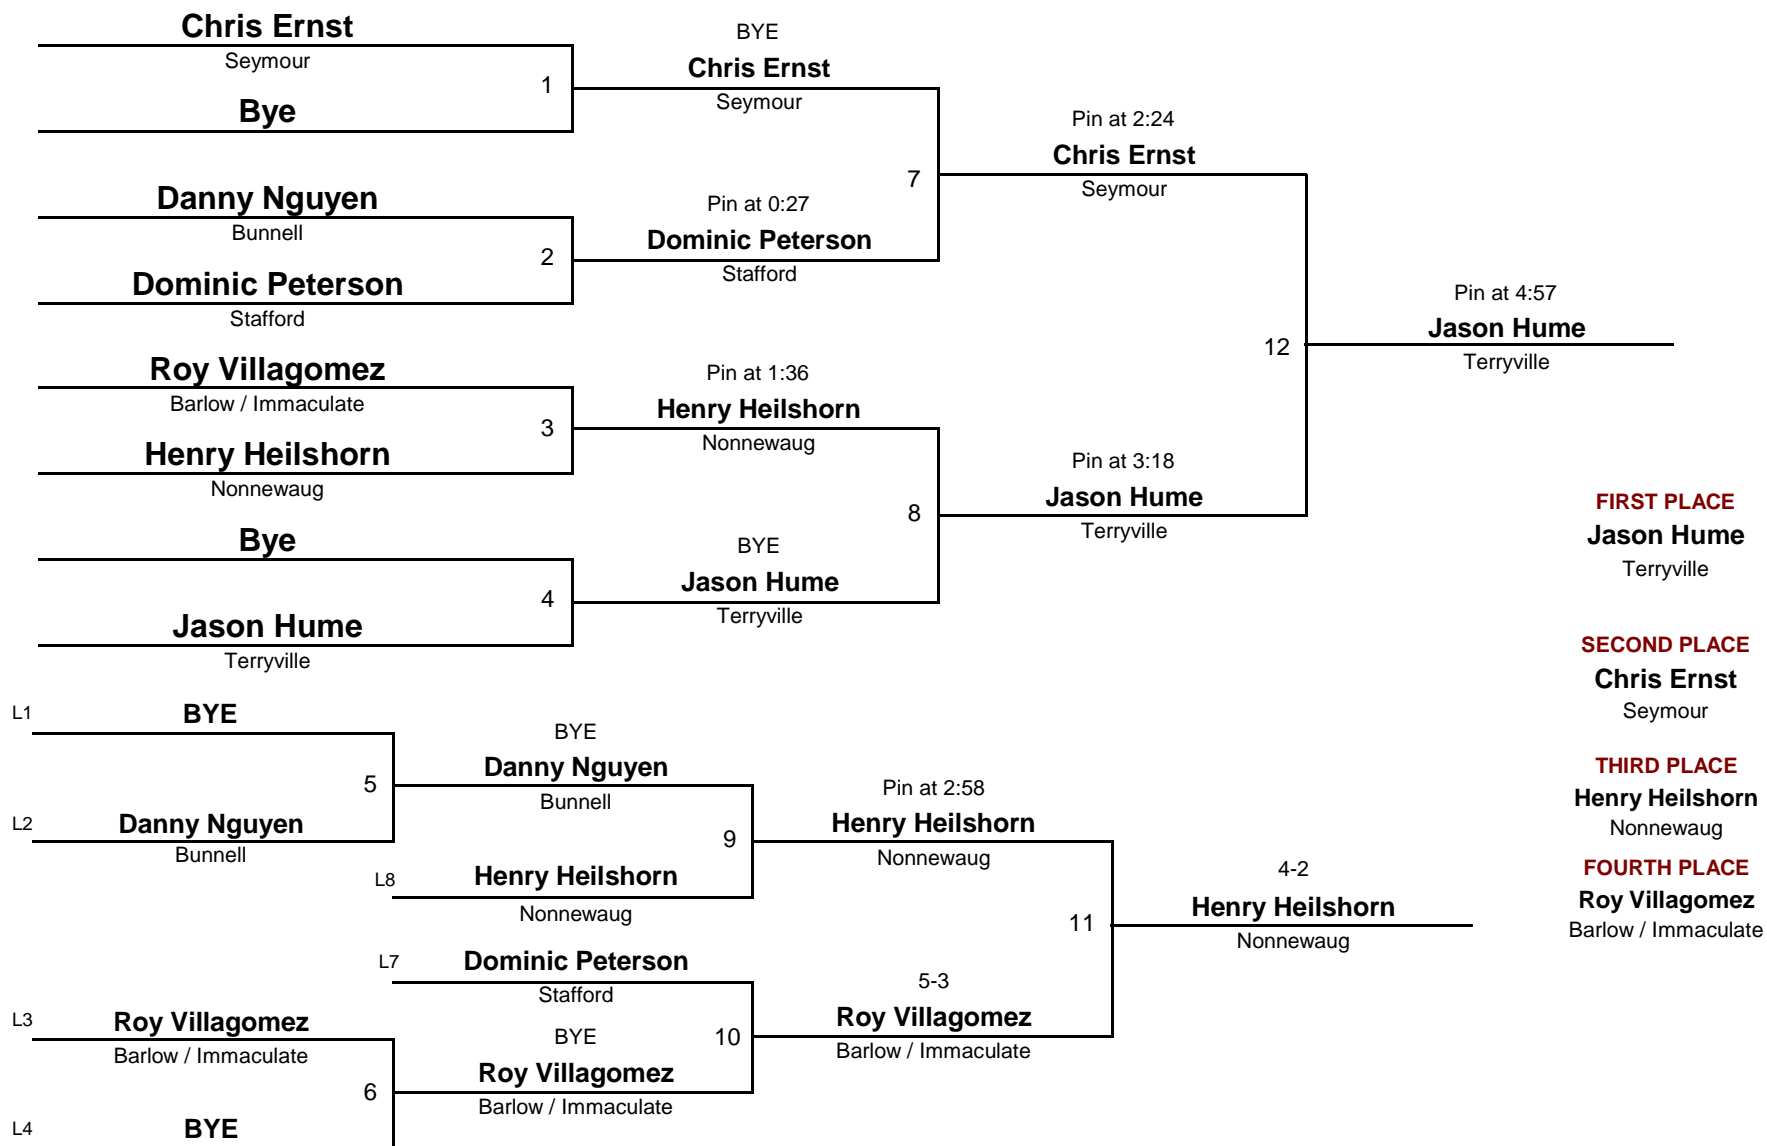 Chris Ernst
Seymour
1
Bye
BYE
Chris Ernst
Seymour
Danny Nguyen
Bunnell
2
Dominic Peterson
Stafford
Pin at 0:27
Dominic Peterson
Stafford
7
Pin at 2:24
Chris Ernst
Seymour
Roy Villagomez
Barlow / Immaculate
3
Henry Heilshorn
Nonnewaug
Pin at 1:36
Henry Heilshorn
Nonnewaug
Bye
4
Jason Hume
Terryville
BYE
Jason Hume
Terryville
8
Pin at 3:18
Jason Hume
Terryville
12
Pin at 4:57
Jason Hume
Terryville
FIRST PLACE
Jason Hume
Terryville
SECOND PLACE
Chris Ernst
Seymour
THIRD PLACE
Henry Heilshorn
Nonnewaug
FOURTH PLACE
Roy Villagomez
Barlow / Immaculate
L1
BYE
5
L2
Danny Nguyen
Bunnell
BYE
Danny Nguyen
Bunnell
9
L8
Henry Heilshorn
Nonnewaug
Pin at 2:58
Henry Heilshorn
Nonnewaug
L7
Dominic Peterson
Stafford
10
L3
Roy Villagomez
Barlow / Immaculate
6
L4
BYE
BYE
Roy Villagomez
Barlow / Immaculate
5-3
Roy Villagomez
Barlow / Immaculate
11
4-2
Henry Heilshorn
Nonnewaug